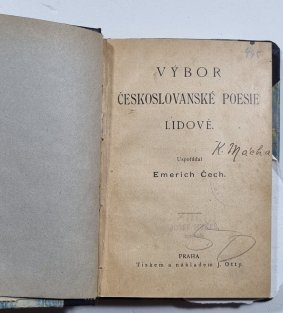 VÝBOR
ČESKOSLOVANSKÉ POESIE
LIDOVÉ.
K. Mácha
Uspořádal
Emerich Čech.
PRAHA
Tiskem a nákladem J. Otty.